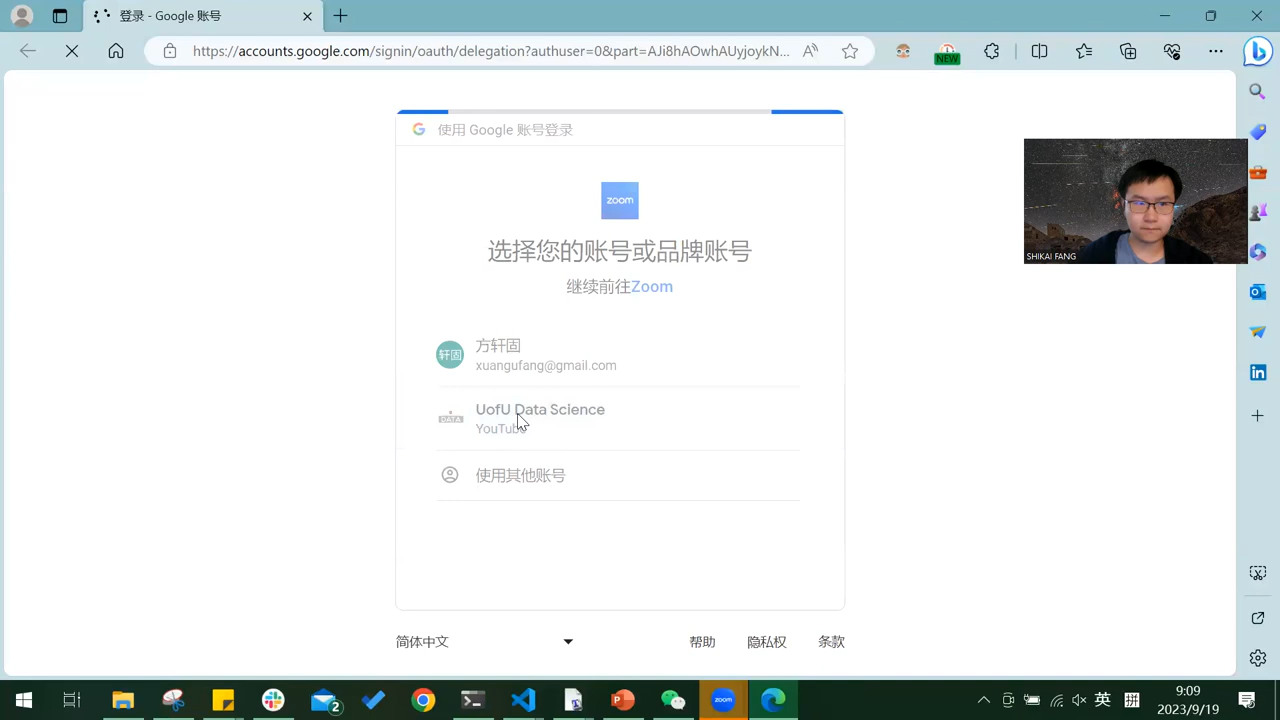 登录 - Google 账号
https://accounts.google.com/signin/oauth/delegation?authuser=0&part=AJi8hAOwhAUyjoykN...
NEW
使用 Google 账号登录
zoom
选择您的账号或品牌账号
继续前往Zoom
SHIKAI FANG
轩固
方轩固
xuangufang@gmail.com
DATA
UofU Data Science
YouTube
使用其他账号
简体中文
帮助
隐私权
条款
2
zoom
英
拼
9:09
2023/9/19